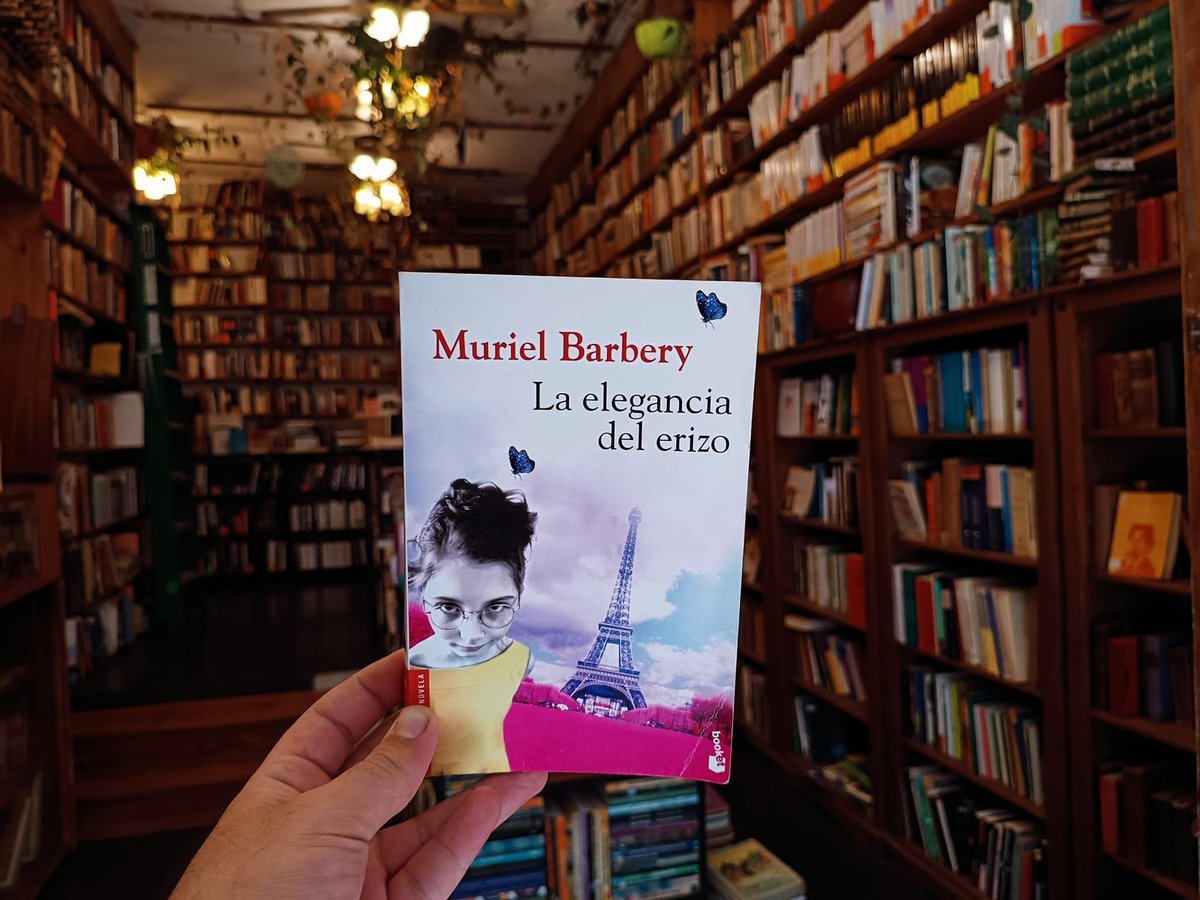 Muriel Barbery
La elegancia
del erizo
NOVELA
booket